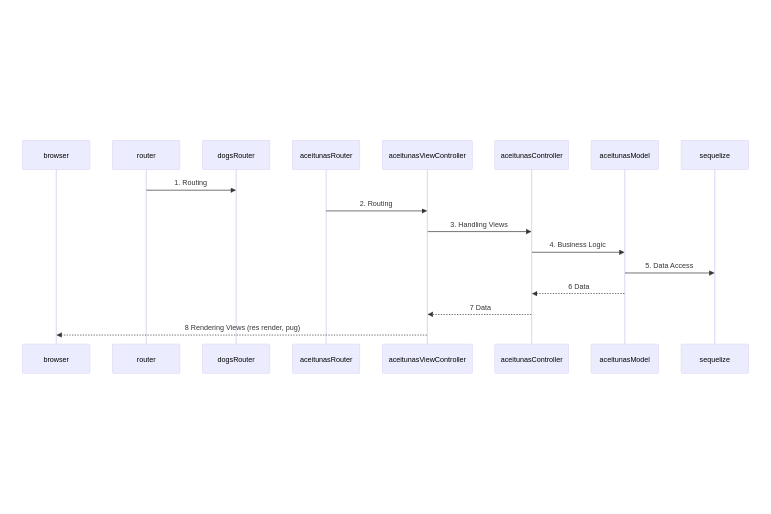 browser
router
dogsRouter
aceitunasRouter
aceitunasViewController
aceitunasController
aceitunasModel
sequelize
1. Routing
2. Routing
3. Handling Views
4. Business Logic
5. Data Access
6 Data
7 Data
8 Rendering Views (res render, pug)
browser
router
dogsRouter
aceitunasRouter
aceitunasViewController
aceitunasController
aceitunasModel
sequelize